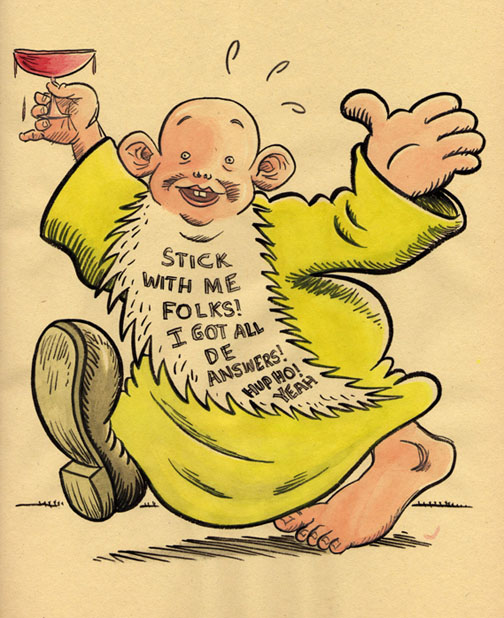 STICK
WITH ME
FOLKS!
I GOT ALL
DE
ANSWERS!
HUP HO!
YEAH